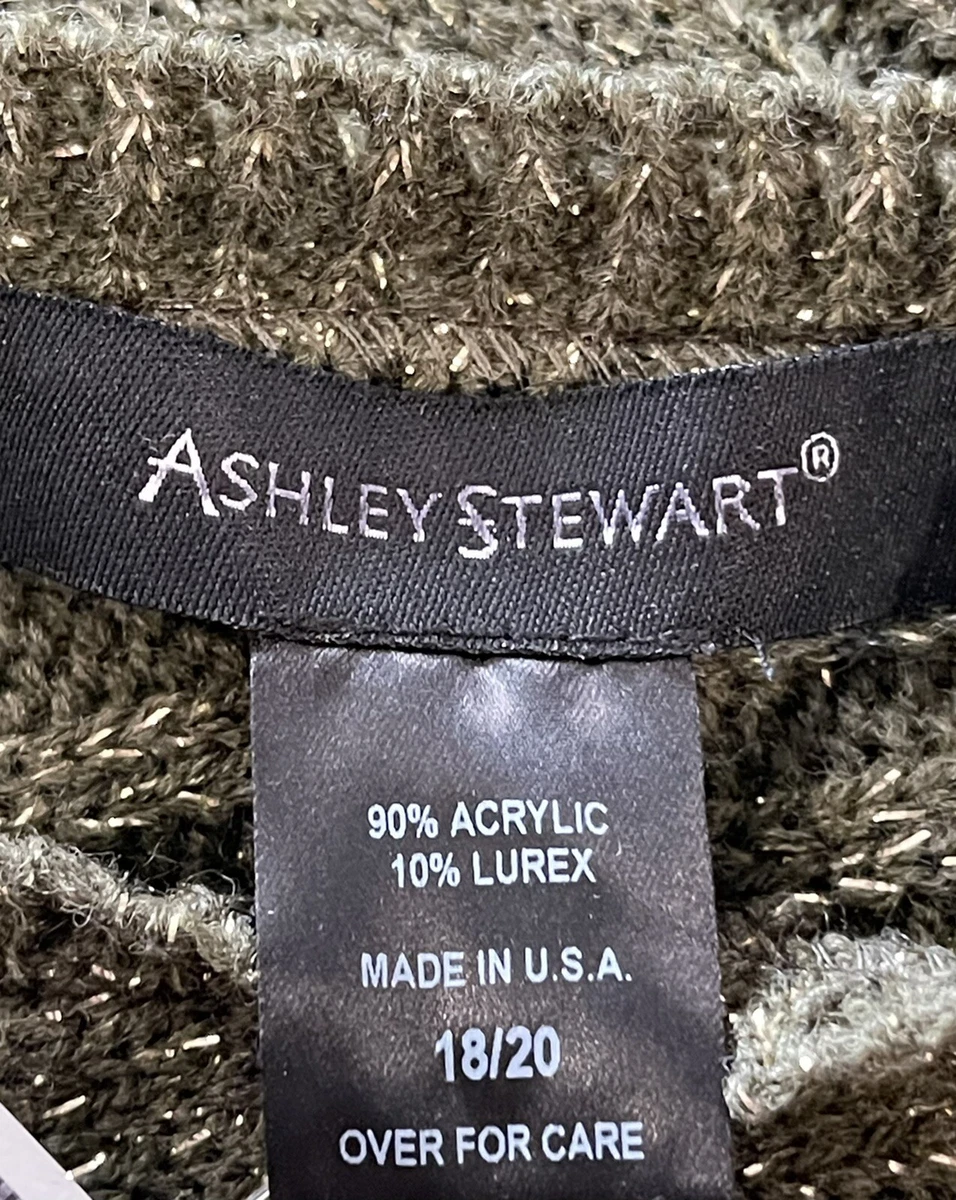 ASHLEY STEWART®
90% ACRYLIC
10% LUREX
MADE IN U.S.A.
18/20
OVER FOR CARE